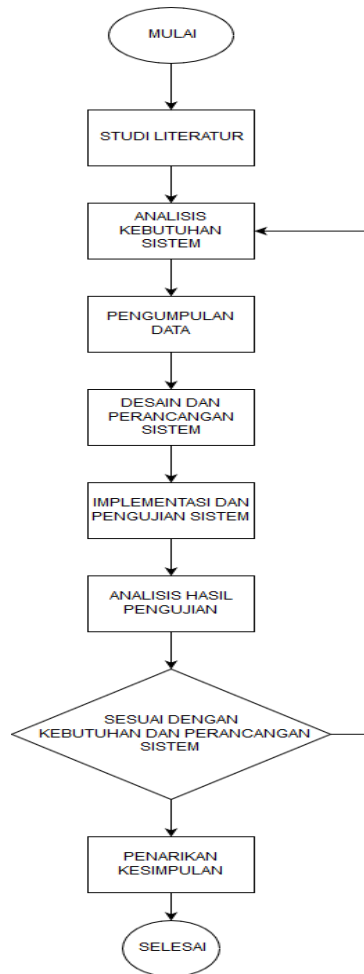 MULAI
STUDI LITERATUR
ANALISIS
KEBUTUHAN
SISTEM
PENGUMPULAN
DATA
DESAIN DAN
PERANCANGAN
SISTEM
IMPLEMENTASI DAN
PENGUJIAN SISTEM
ANALISIS HASIL
PENGUJIAN
SESUAI DENGAN
KEBUTUHAN DAN PERANCANGAN
SISTEM
PENARIKAN
KESIMPULAN
SELESAI